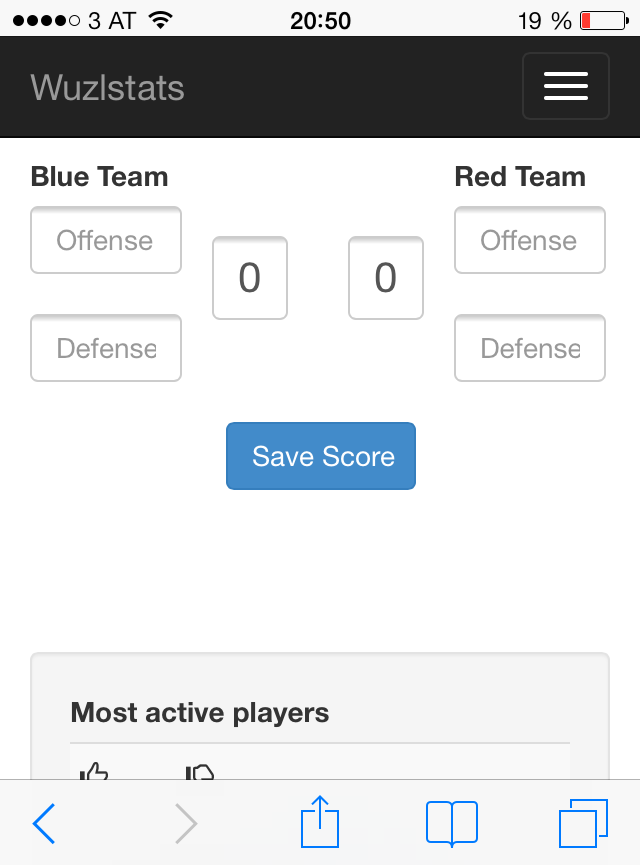 3 AT 20:50 19 %
Wuzlstats
Blue Team Red Team
Offense Offense
0 0
Defense Defense
Save Score
Most active players